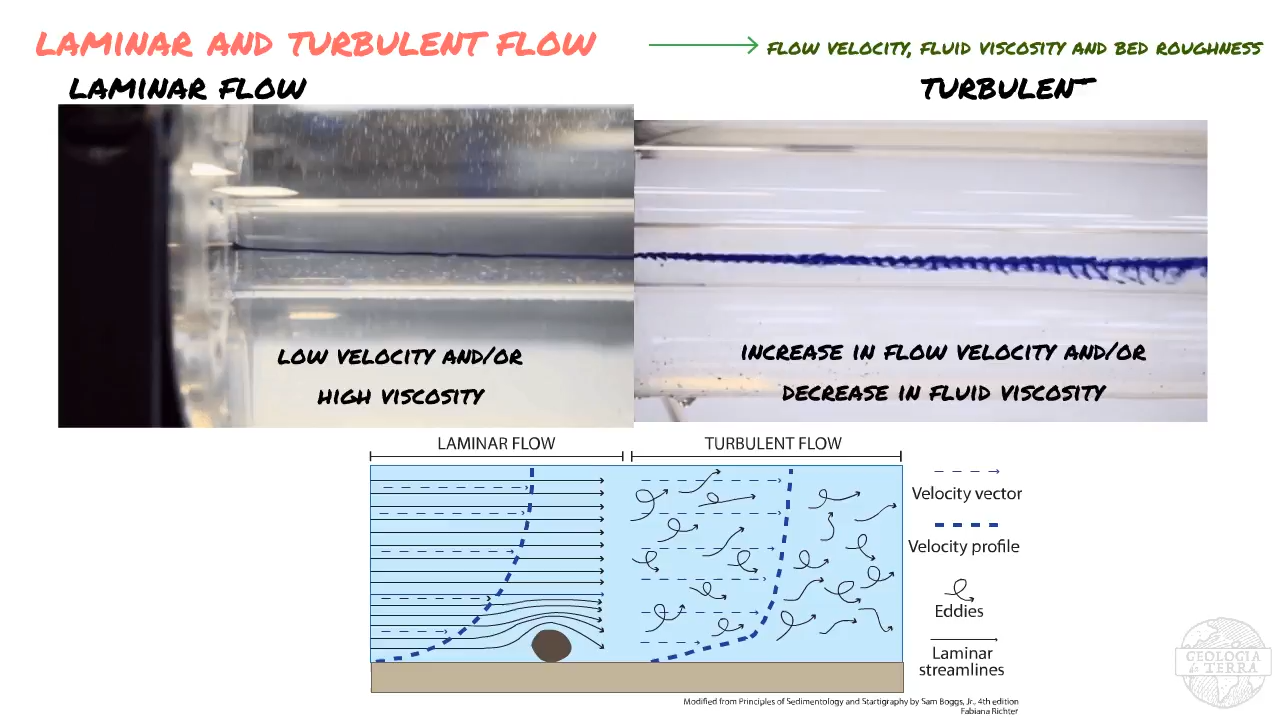 LAMINAR AND TURBULENT FLOW
FLOW VELOCITY, FLUID VISCOSITY AND BED ROUGHNESS
LAMINAR FLOW
TURBULENT
LOW VELOCITY AND/OR
HIGH VISCOSITY
INCREASE IN FLOW VELOCITY AND/OR
DECREASE IN FLUID VISCOSITY
LAMINAR FLOW
TURBULENT FLOW
Velocity vector
Velocity profile
Eddies
Laminar
streamlines
Modified from Principles of Sedimentology and Startigraphy by Sam Boggs, Jr., 4th edition
Fabiana Richter
GEOLOGIA
da TERRA